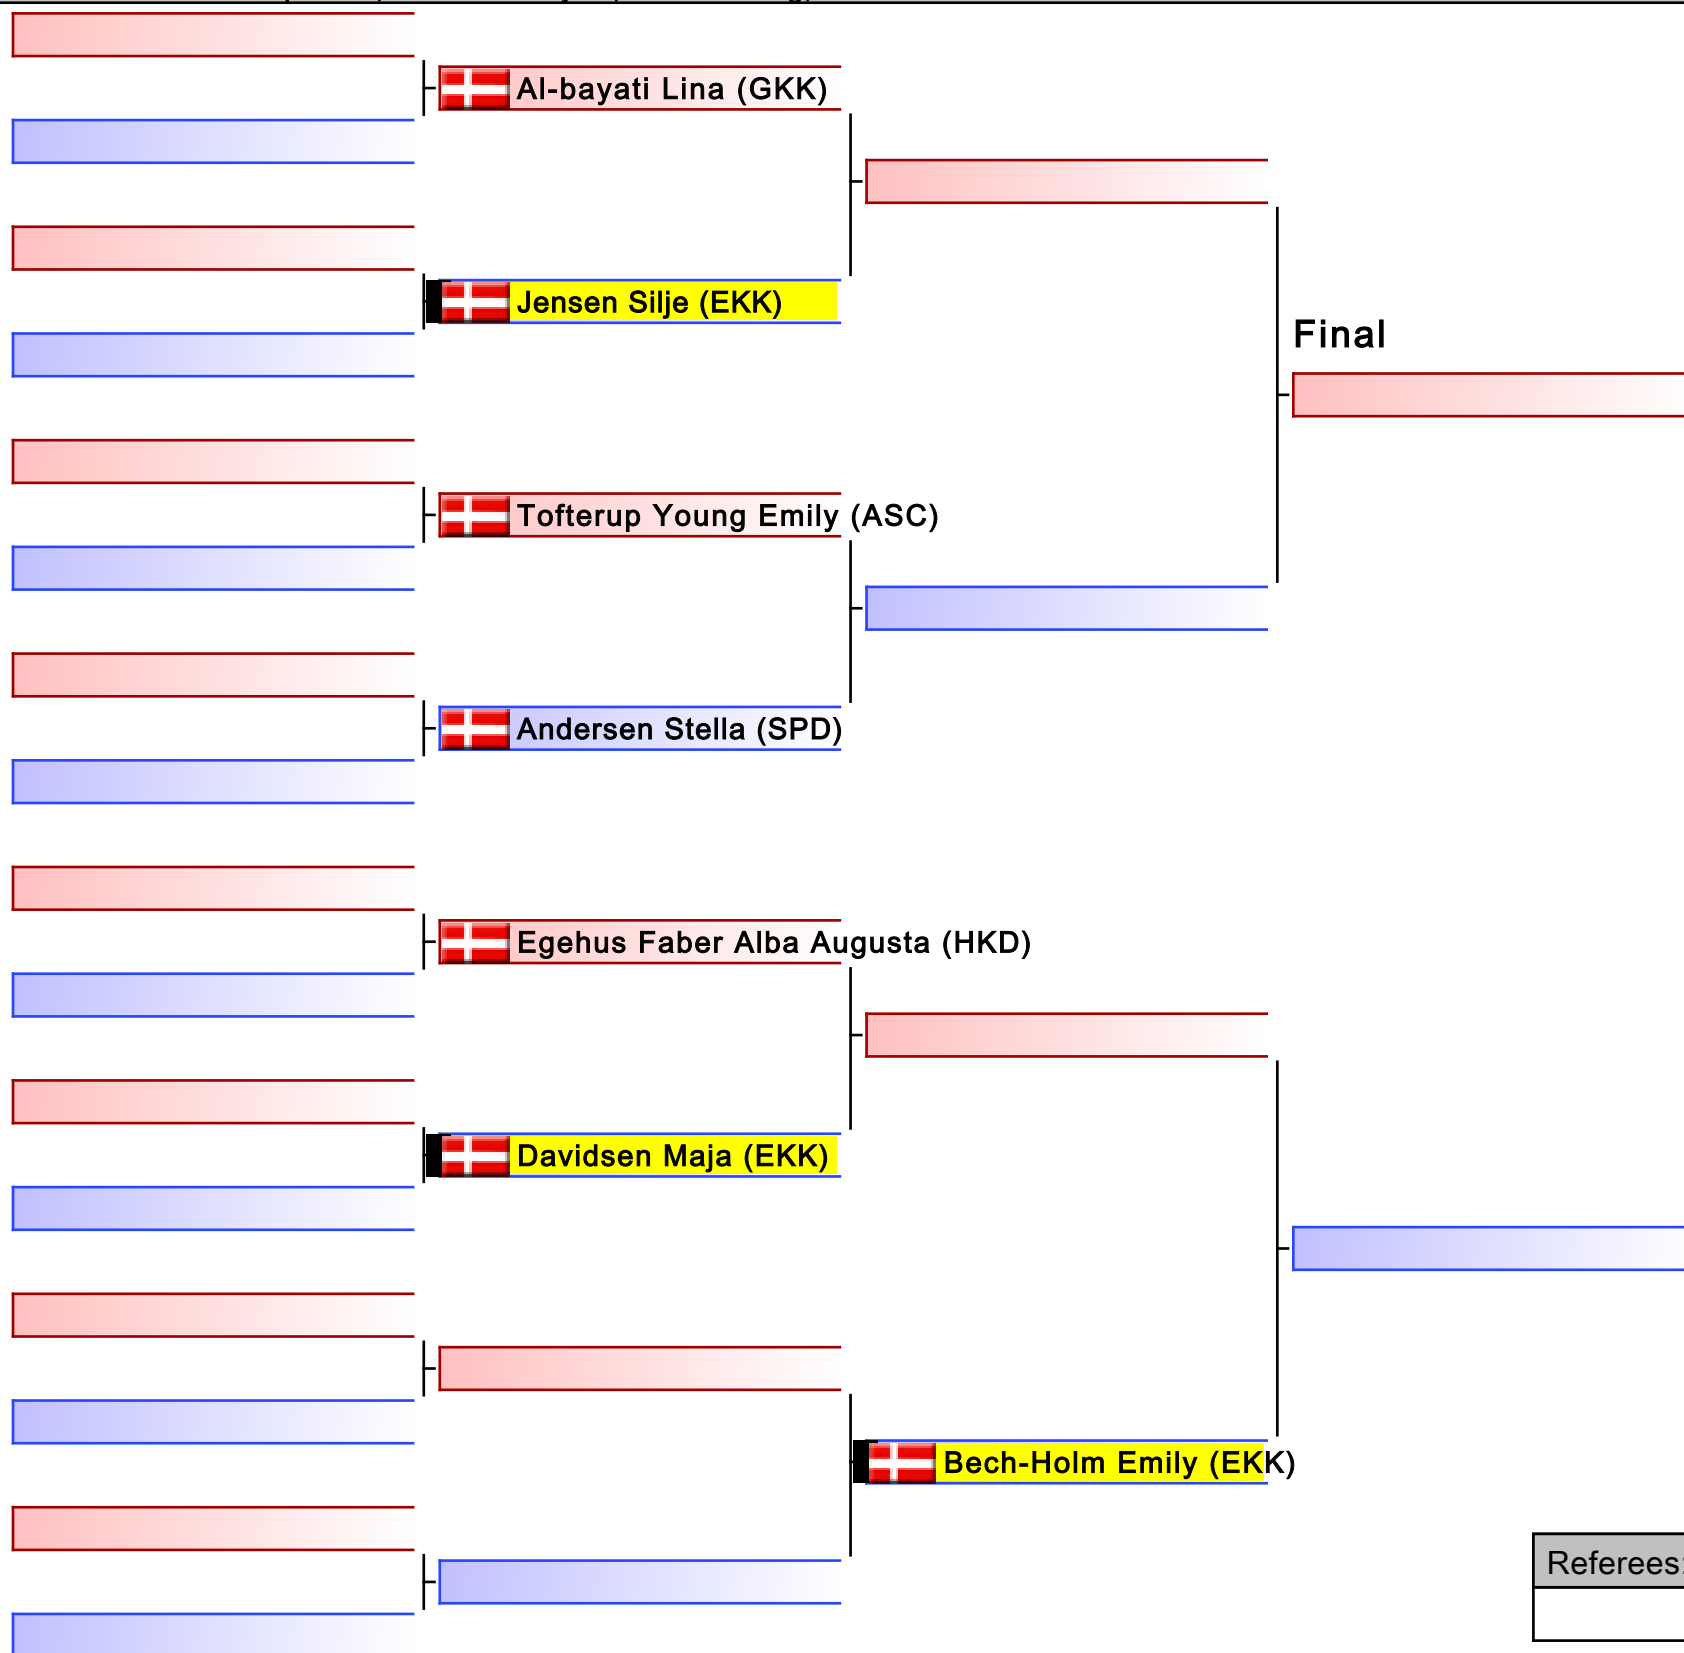 Al-bayati Lina (GKK)
Jensen Silje (EKK)
Final
Tofterup Young Emily (ASC)
Andersen Stella (SPD)
Egehus Faber Alba Augusta (HKD)
Davidsen Maja (EKK)
Bech-Holm Emily (EKK)
Referees: